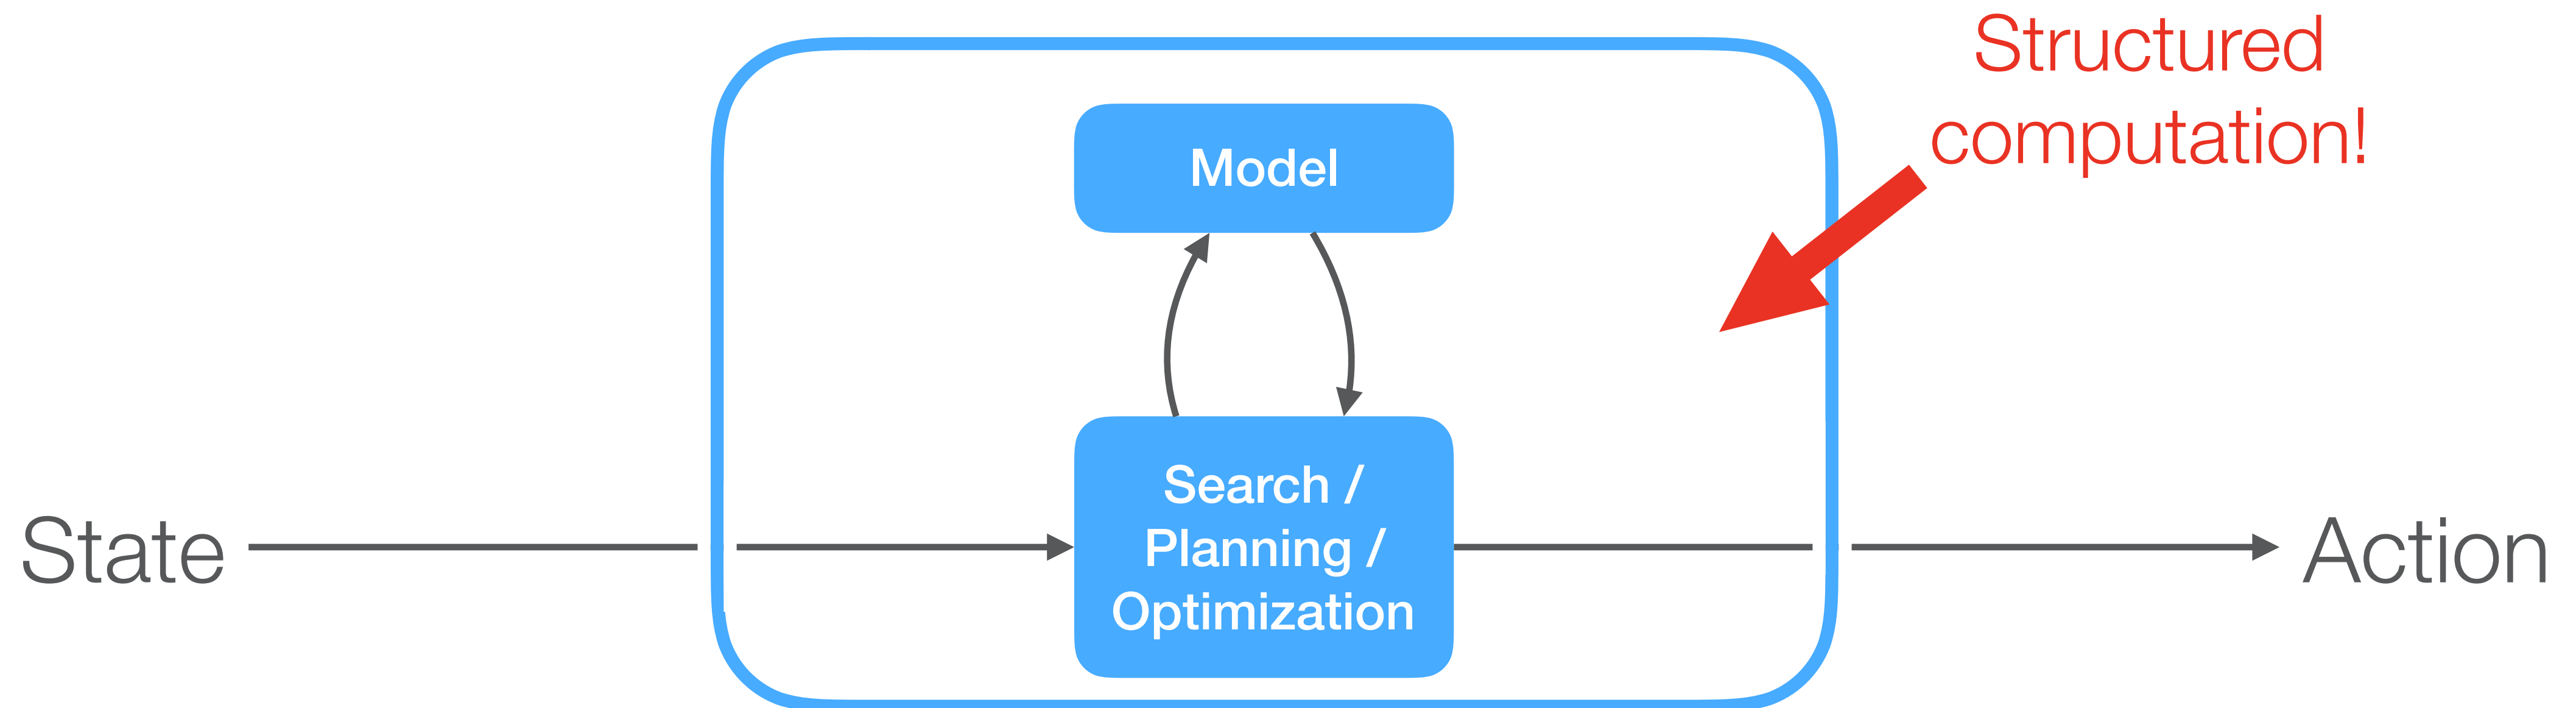 Structured
computation!
Model
Search /
Planning /
Optimization
State
Action